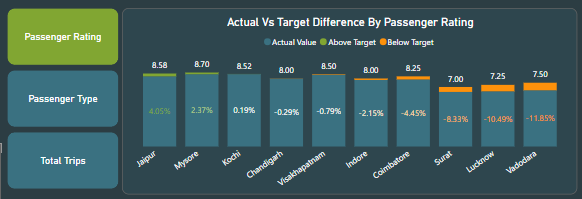 Passenger Rating
Passenger Type
Total Trips
Actual Vs Target Difference By Passenger Rating
Actual Value Above Target Below Target
8.58 8.70 8.52 8.00 8.50 8.00 8.25 7.00 7.25 7.50
4.05% 2.37% 0.19% -0.29% -0.79% -2.15% -4.45% -8.33% -10.49% -11.85%
Jaipur Mysore Kochi Chandigarh Visakhapatnam Indore Coimbatore Surat Lucknow Vadodara